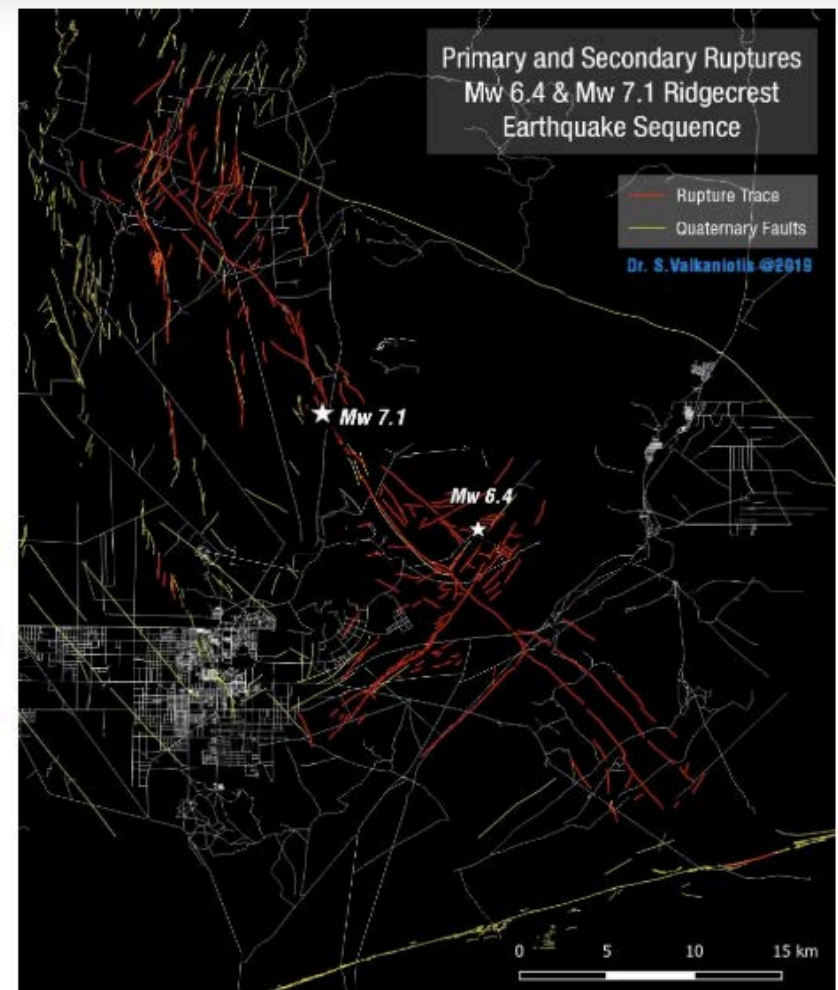 Primary and Secondary Ruptures
Mw 6.4 & Mw 7.1 Ridgecrest
Earthquake Sequence
Rupture Trace
Quaternary Faults
Dr. S.Valkaniotis @2019
Mw 7.1
Mw 6.4
0 5 10 15 km